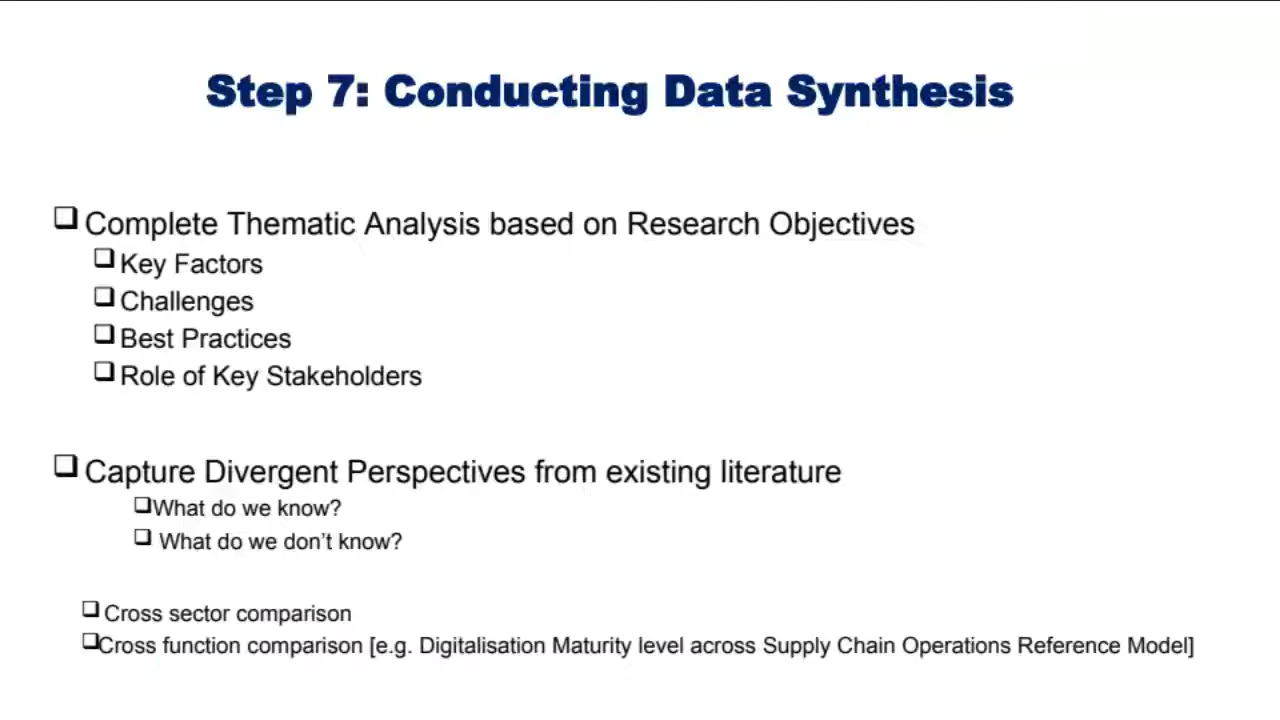 Step 7: Conducting Data Synthesis
❑ Complete Thematic Analysis based on Research Objectives
❑ Key Factors
❑ Challenges
❑ Best Practices
❑ Role of Key Stakeholders
❑ Capture Divergent Perspectives from existing literature
❑What do we know?
❑ What do we don’t know?
❑ Cross sector comparison
❑Cross function comparison [e.g. Digitalisation Maturity level across Supply Chain Operations Reference Model]